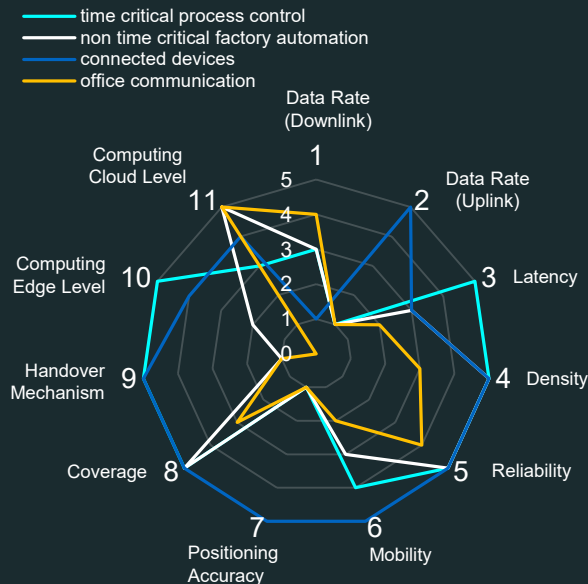 time critical process control
non time critical factory automation
connected devices
office communication
Data Rate
(Downlink)
1
Computing
Cloud Level
11
2
Data Rate
(Uplink)
5
4
3
2
1
0
Computing
Edge Level
10
3
Latency
Handover
Mechanism
9
4
Density
Coverage
8
5
Reliability
7
Positioning
Accuracy
6
Mobility